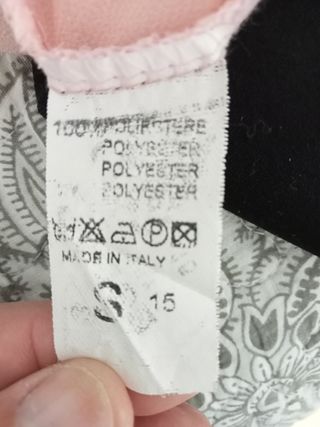 100% POLIESTERE
POLYESTER
POLYESTER
POLYESTER
MADE IN ITALY
S 15